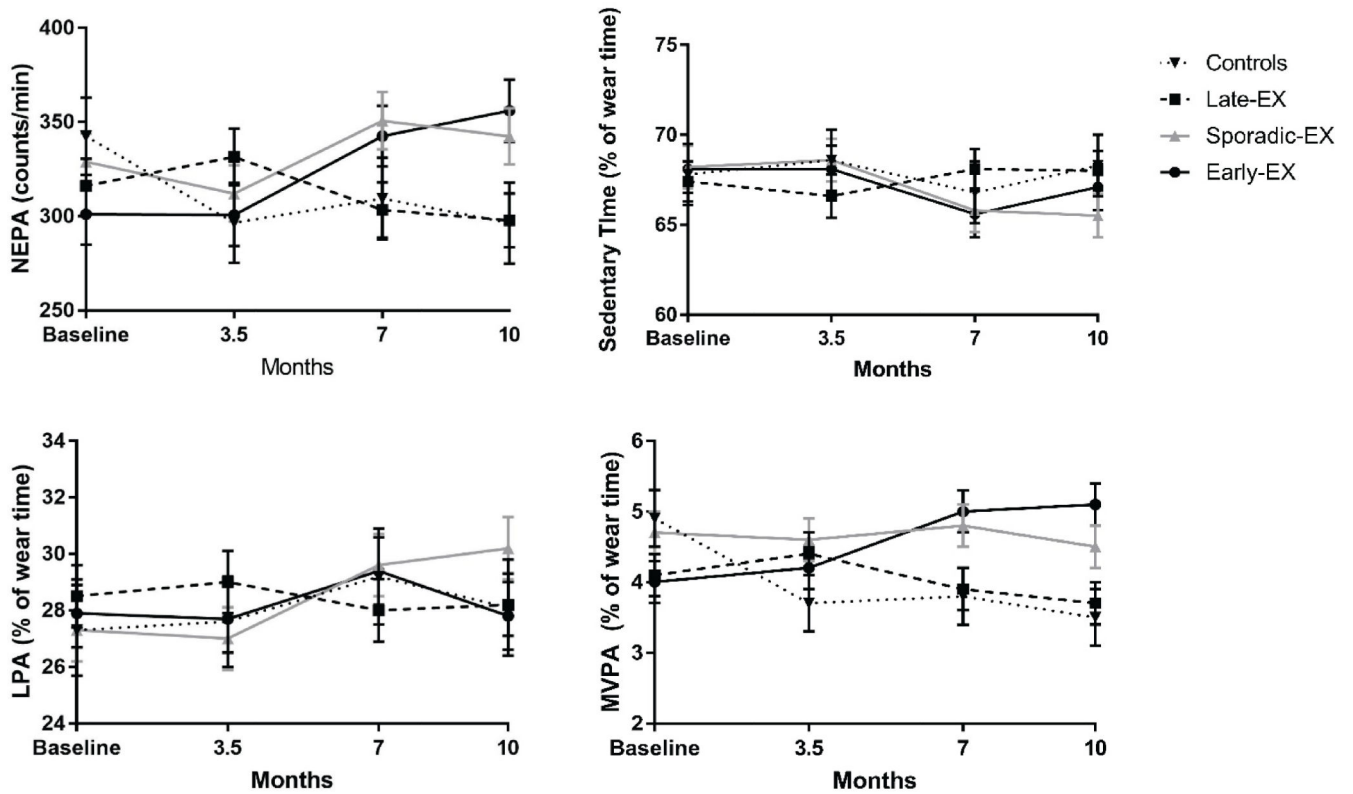 NEPA (counts/min)
400
350
300
250
Baseline 3.5 7 10
Months
Sedentary TIme (% of wear time)
75
70
65
60
Baseline 3.5 7 10
Months
Controls
Late-EX
Sporadic-EX
Early-EX
LPA (% of wear time)
34
32
30
28
26
24
Baseline 3.5 7 10
Months
MVPA (% of wear time)
6
5
4
3
2
Baseline 3.5 7 10
Months